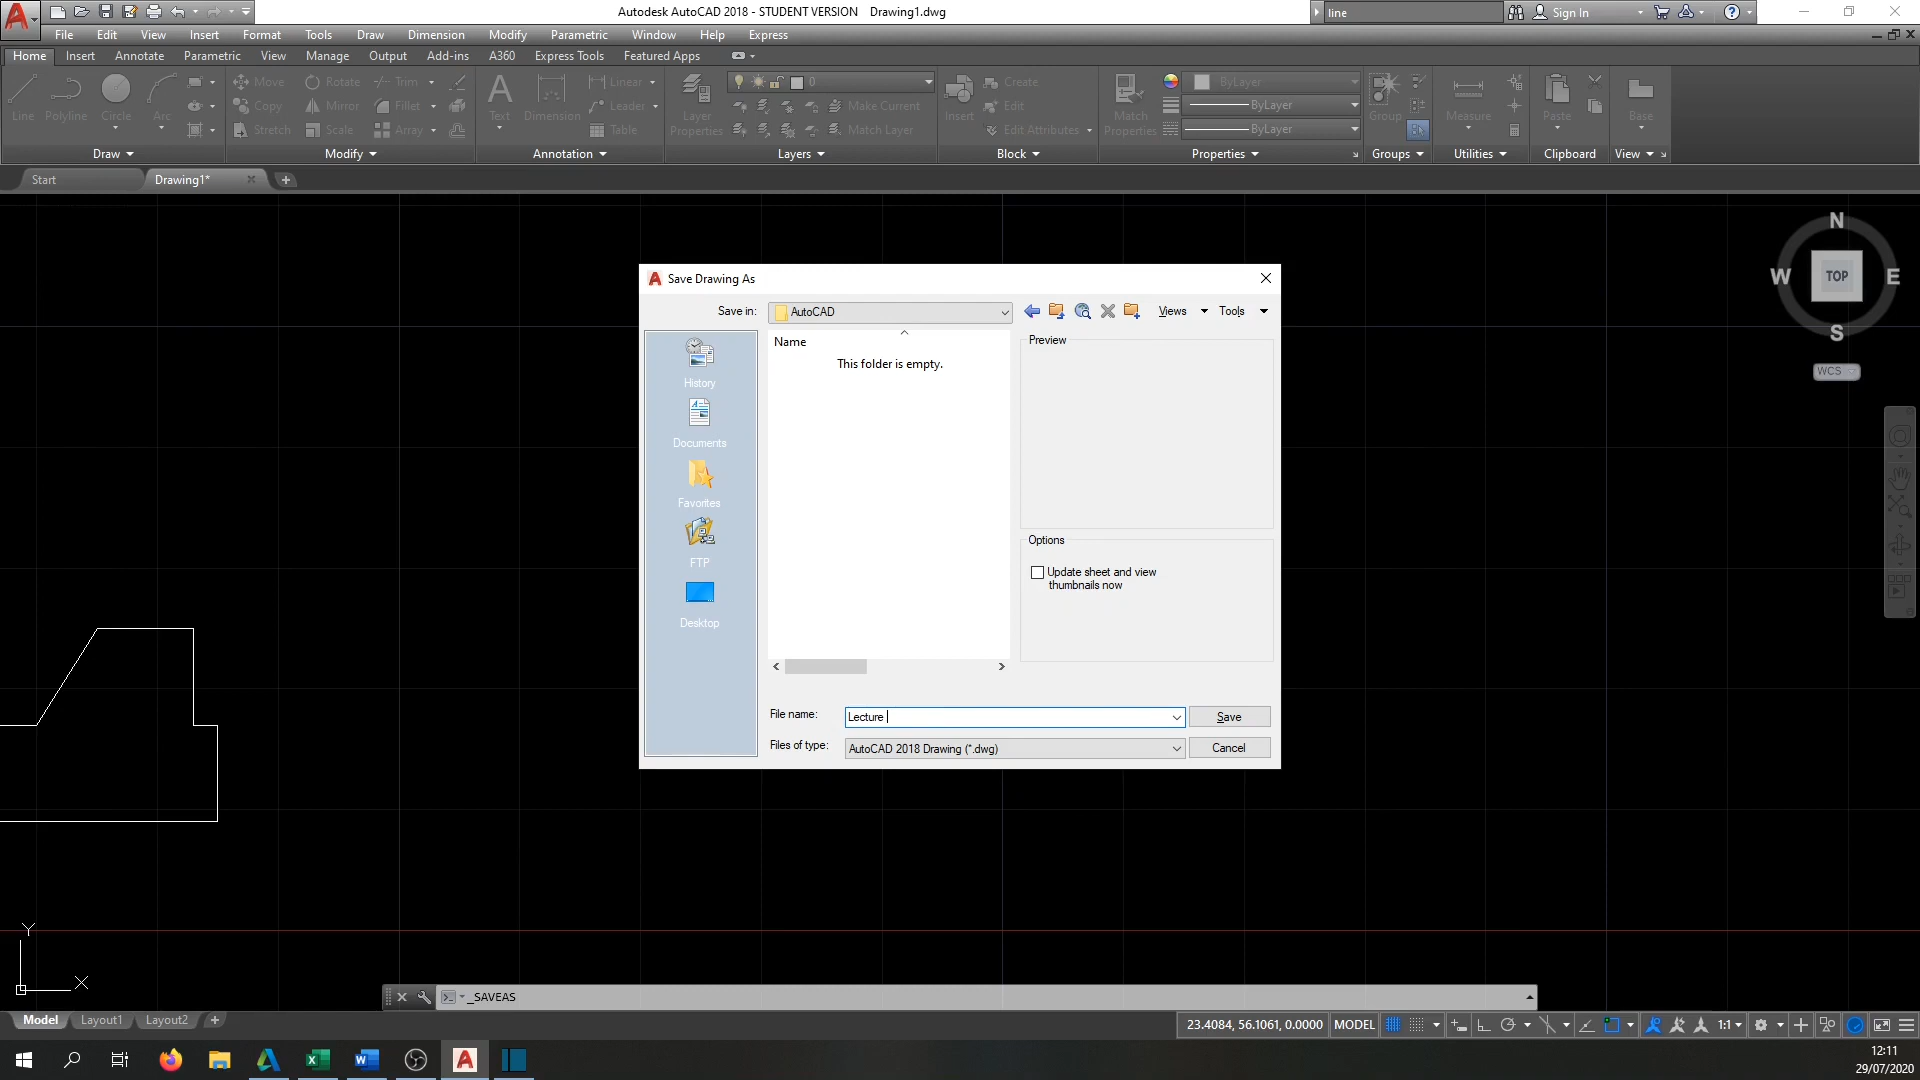 Autodesk AutoCAD 2018 - STUDENT VERSION Drawing1.dwg
line
Sign In
File Edit View Insert Format Tools Draw Dimension Modify Parametric Window Help Express
Home Insert Annotate Parametric View Manage Output Add-ins A360 Express Tools Featured Apps
Line Polyline Circle Arc
Move Rotate Trim
Copy Mirror Fillet
Stretch Scale Array
Text Dimension
Linear
Leader
Table
Layer
Properties
0
Make Current
Match Layer
Insert
Create
Edit
Edit Attributes
Match
Properties
ByLayer
ByLayer
ByLayer
Group
Measure
Paste
Base
Draw Modify Annotation Layers Block Properties Groups Utilities Clipboard View
Start Drawing1*
N
W TOP E
S
WCS
Save Drawing As
Save in: AutoCAD
Views Tools
Name
This folder is empty.
Preview
History
Documents
Favorites
FTP
Desktop
Options
Update sheet and view
thumbnails now
File name: Lecture
Save
Files of type: AutoCAD 2018 Drawing (*.dwg)
Cancel
Y
X
_SAVEAS
Model Layout1 Layout2
23.4084, 56.1061, 0.0000 MODEL 1:1
12:11
29/07/2020